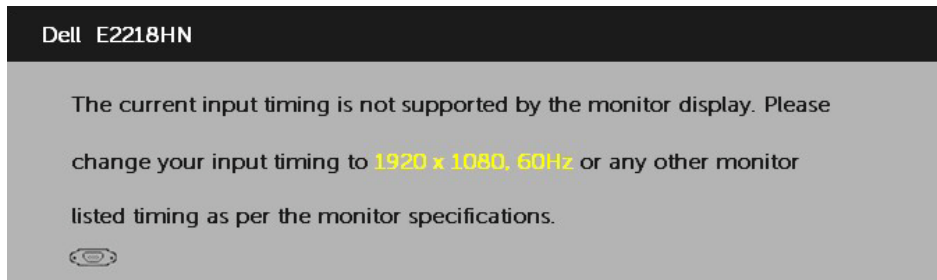 Dell E2218HN
The current input timing is not supported by the monitor display. Please
change your input timing to 1920 x 1080, 60Hz or any other monitor
listed timing as per the monitor specifications.